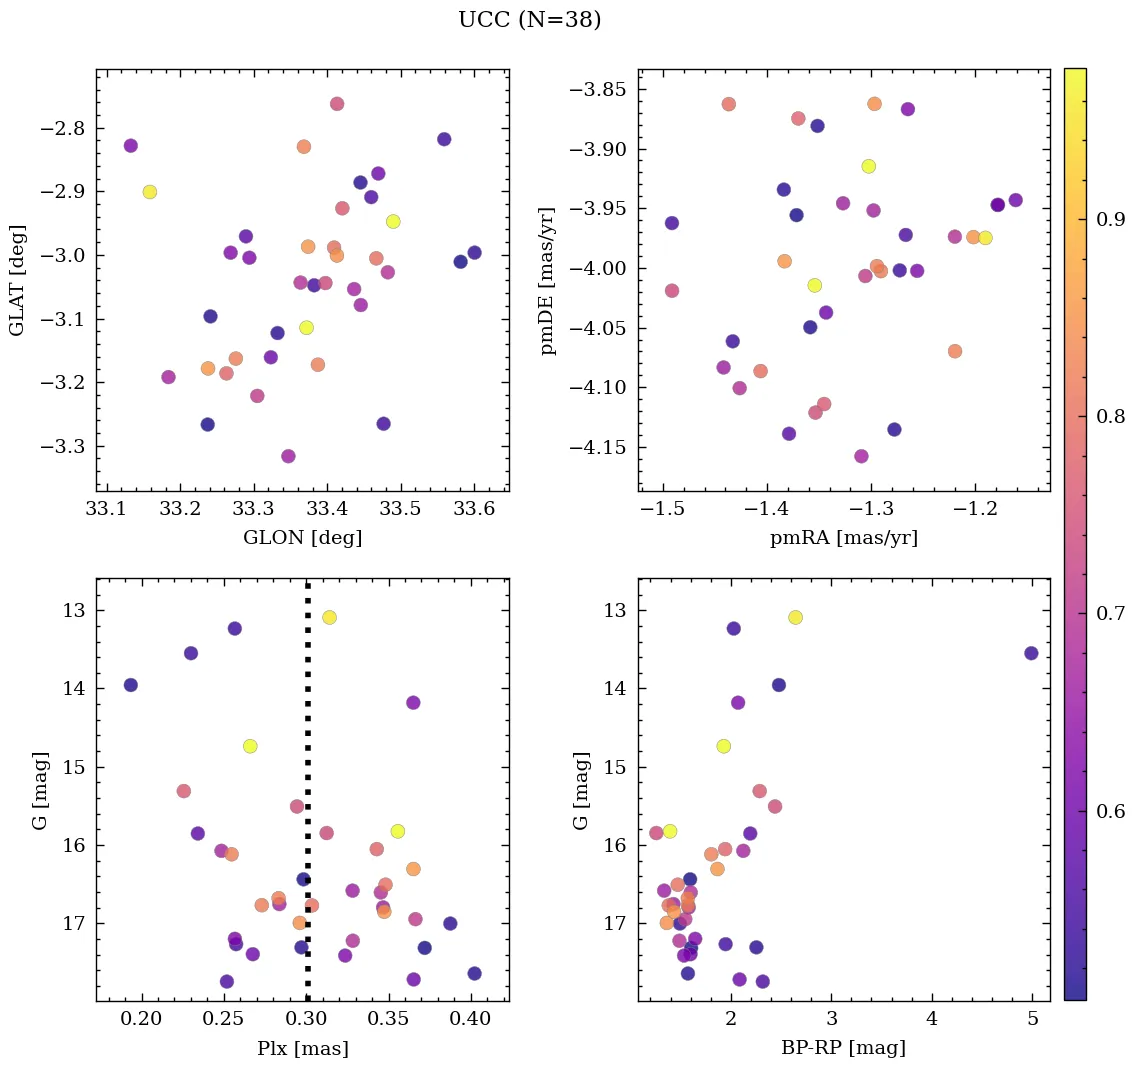 UCC (N=38)
−2.8
−2.9
−3.0
−3.1
−3.2
−3.3
GLAT [deg]
33.1 33.2 33.3 33.4 33.5 33.6
GLON [deg]
−3.85
−3.90
−3.95
−4.00
−4.05
−4.10
−4.15
pmDE [mas/yr]
−1.5 −1.4 −1.3 −1.2
pmRA [mas/yr]
13
14
15
16
17
G [mag]
0.20 0.25 0.30 0.35 0.40
Plx [mas]
13
14
15
16
17
G [mag]
2 3 4 5
BP-RP [mag]
0.9
0.8
0.7
0.6